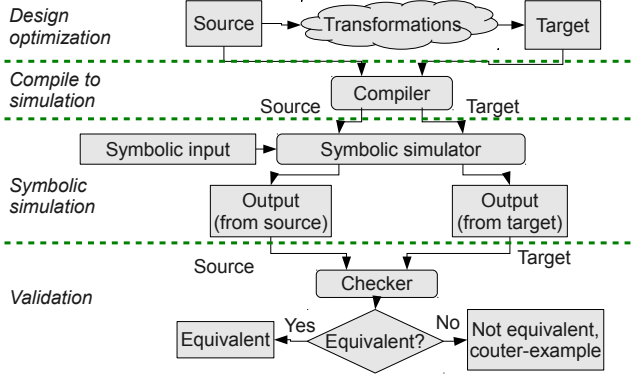 Design
optimization
Source
Transformations
Target
Compile to
simulation
Compiler
Source
Target
Symbolic input
Symbolic simulator
Symbolic
simulation
Output
(from source)
Output
(from target)
Source
Target
Checker
Validation
Equivalent
Yes
Equivalent?
No
Not equivalent,
couter-example